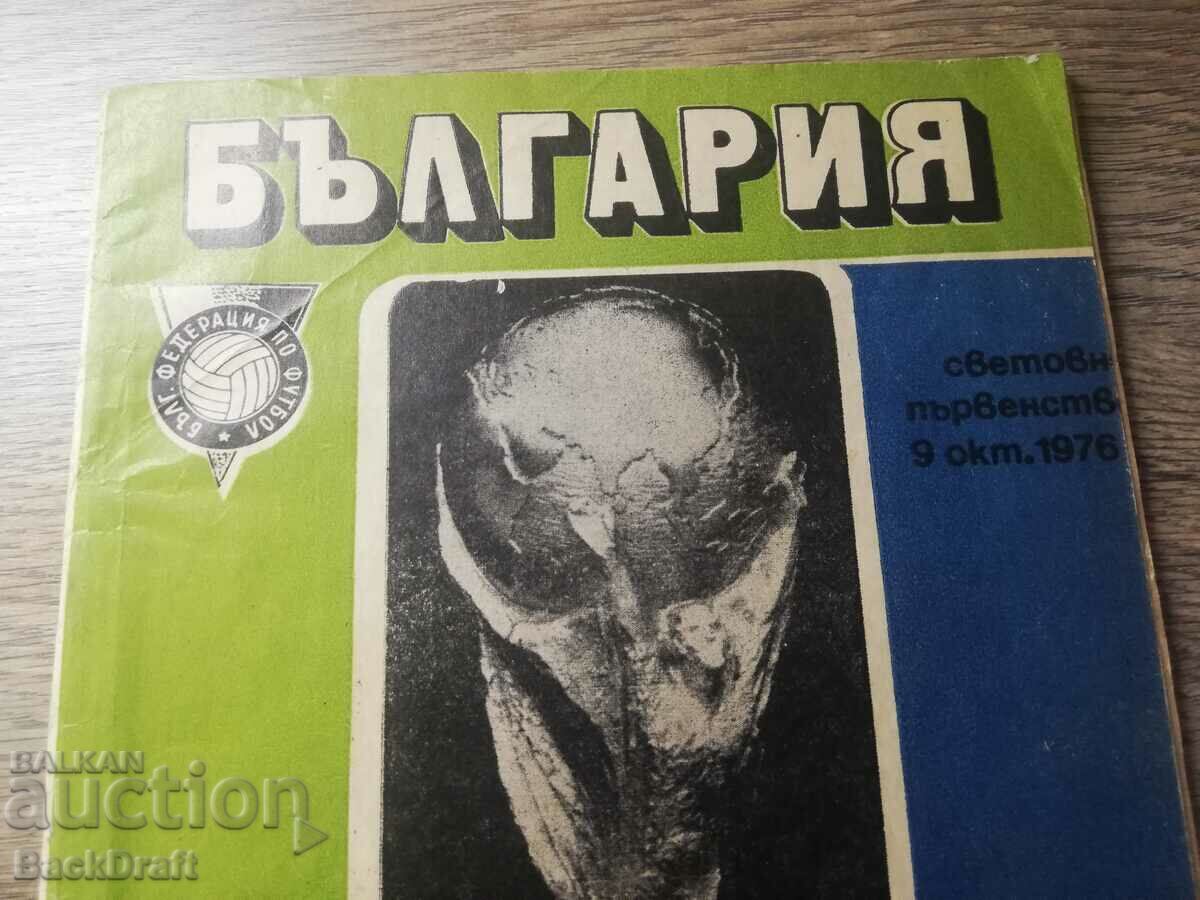 БЪЛГАРИЯ
БЪЛГ. ФЕДЕРАЦИЯ ПО ФУТБОЛ
световн
първенств
9 окт. 1976
BALKAN
auction
BackDraft